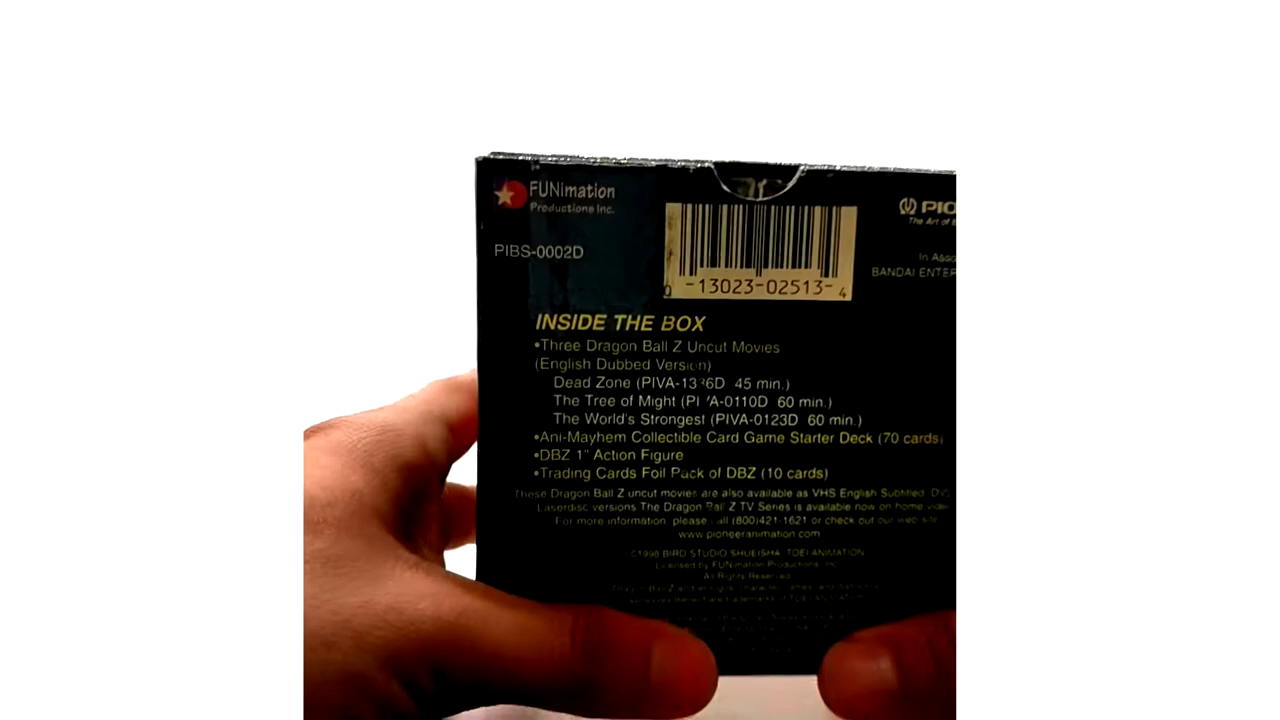 FUNimation
Productions Inc.
PIBS-0002D
0-13023-02513-4
PIO
The Art of E
In Asso
BANDAI ENTER
INSIDE THE BOX
•Three Dragon Ball Z Uncut Movies
(English Dubbed Version)
Dead Zone (45 min.)
The Tree of Might (60 min.)
The World's Strongest (PIVA-0123D 60 min.)
•Ani-Mayhem Collectible Card Game Starter Deck (70 cards)
•DBZ 1" Action Figure
•Trading Cards Foil Pack of DBZ (10 cards)
These Dragon Ball Z uncut movies are also available as VHS English Subtitled, DVD
Laserdisc versions The Dragon Ball Z TV Series is available now on home video
For more information please call (800)421-1621 or check out our web site
www.pioneeranimation.com
©1998 BIRD STUDIO SHUEISHA, TOEI ANIMATION
Licensed by FUNimation Productions, Inc.
All Rights Reserved